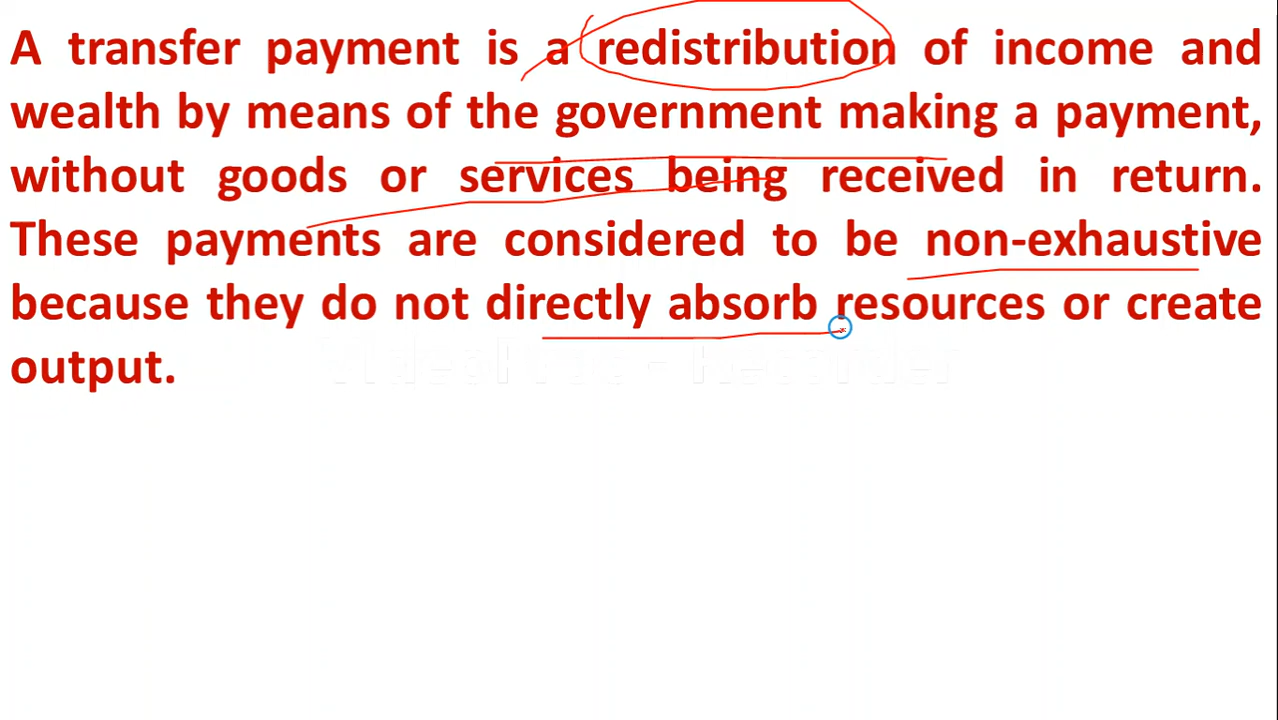 A transfer payment is a redistribution of income and
wealth by means of the government making a payment,
without goods or services being received in return.
These payments are considered to be non-exhaustive
because they do not directly absorb resources or create
output.
VideoProc - Recorder